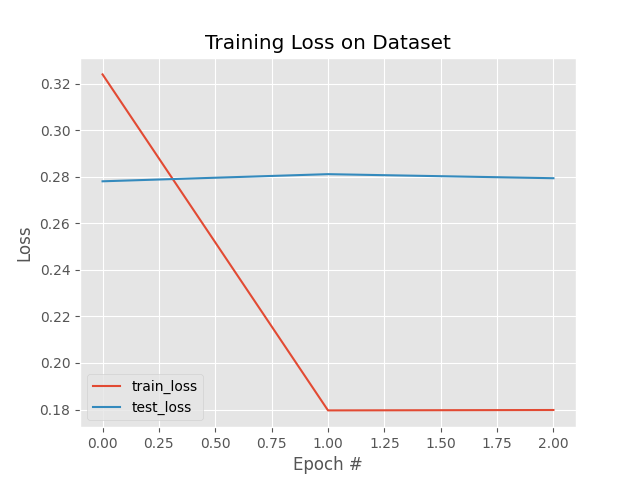 Training Loss on Dataset
Loss
0.32
0.30
0.28
0.26
0.24
0.22
0.20
0.18
train_loss
test_loss
0.00 0.25 0.50 0.75 1.00 1.25 1.50 1.75 2.00
Epoch #